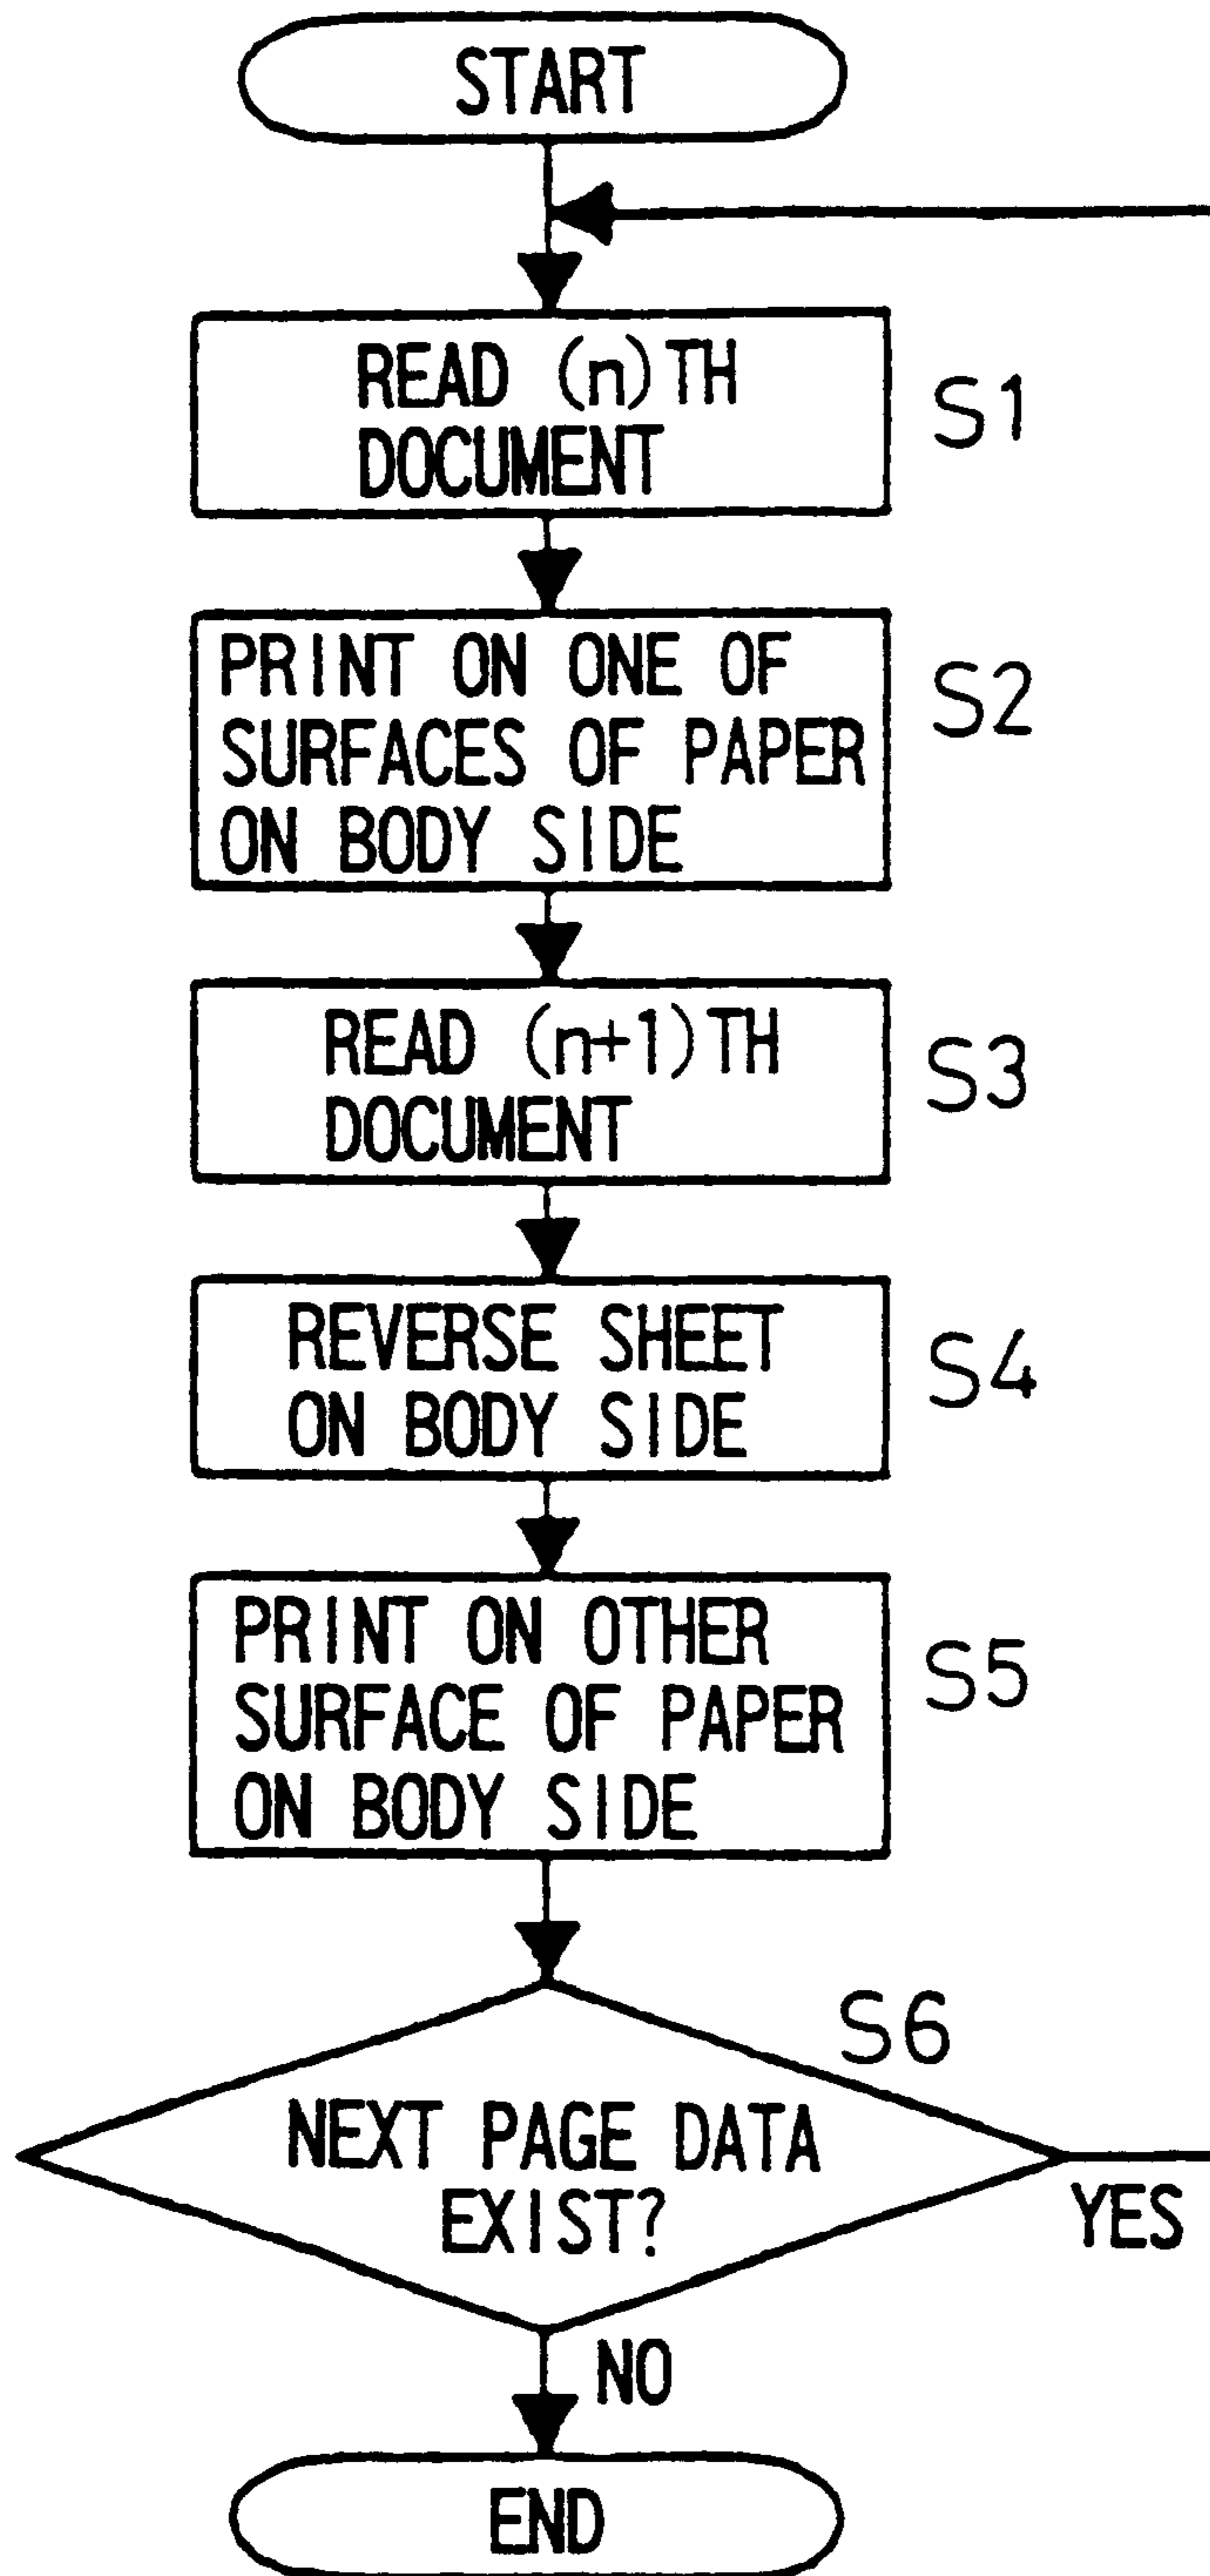 START
READ (n)TH
DOCUMENT
S1
PRINT ON ONE OF
SURFACES OF PAPER
ON BODY SIDE
S2
READ (n+1)TH
DOCUMENT
S3
REVERSE SHEET
ON BODY SIDE
S4
PRINT ON OTHER
SURFACE OF PAPER
ON BODY SIDE
S5
S6
NEXT PAGE DATA
EXIST?
YES
NO
END